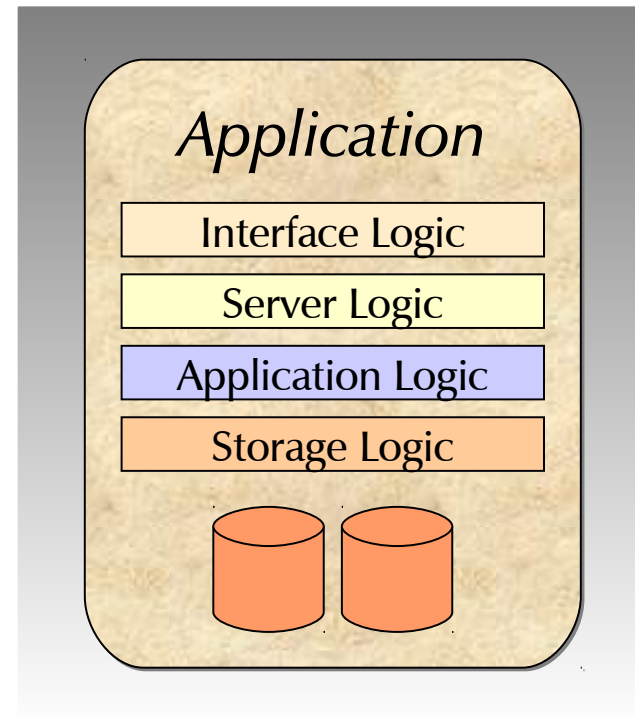 Application
Interface Logic
Server Logic
Application Logic
Storage Logic